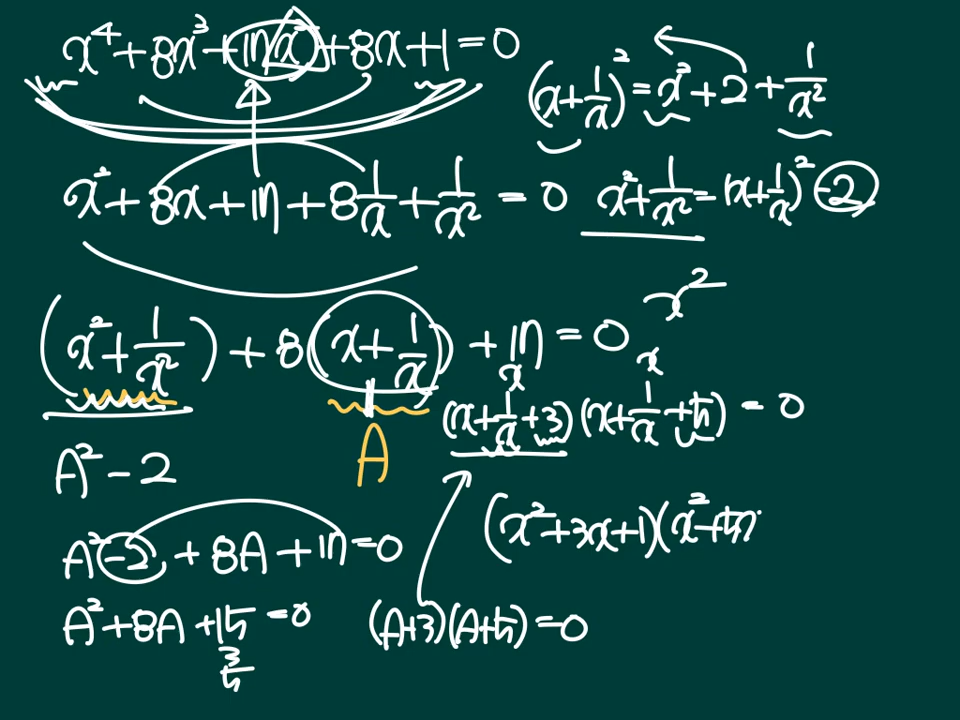 x⁴+8x³+17x²+8x+1=0
(x+1/x)²=x²+2+1/x²
x²+8x+17+8 1/x+1/x²=0
x²+1/x²=(x+1/x)²-2
(x²+1/x²)+8(x+1/x)+17=0
x²
x x
(x+1/x+3)(x+1/x+5)=0
A²-2
A
(x²+3x+1)(x²+5x
A²-2+8A+17=0
A²+8A+15=0
(A+3)(A+5)=0
3
5